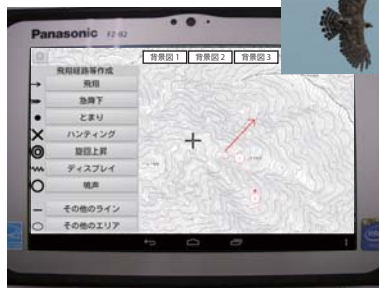 Panasonic FZ-G2
背景図1 背景図2 背景図3
飛翔経路等作成
飛翔
急降下
とまり
ハンティング
旋回上昇
ディスプレイ
鳴声
その他のライン
その他のエリア